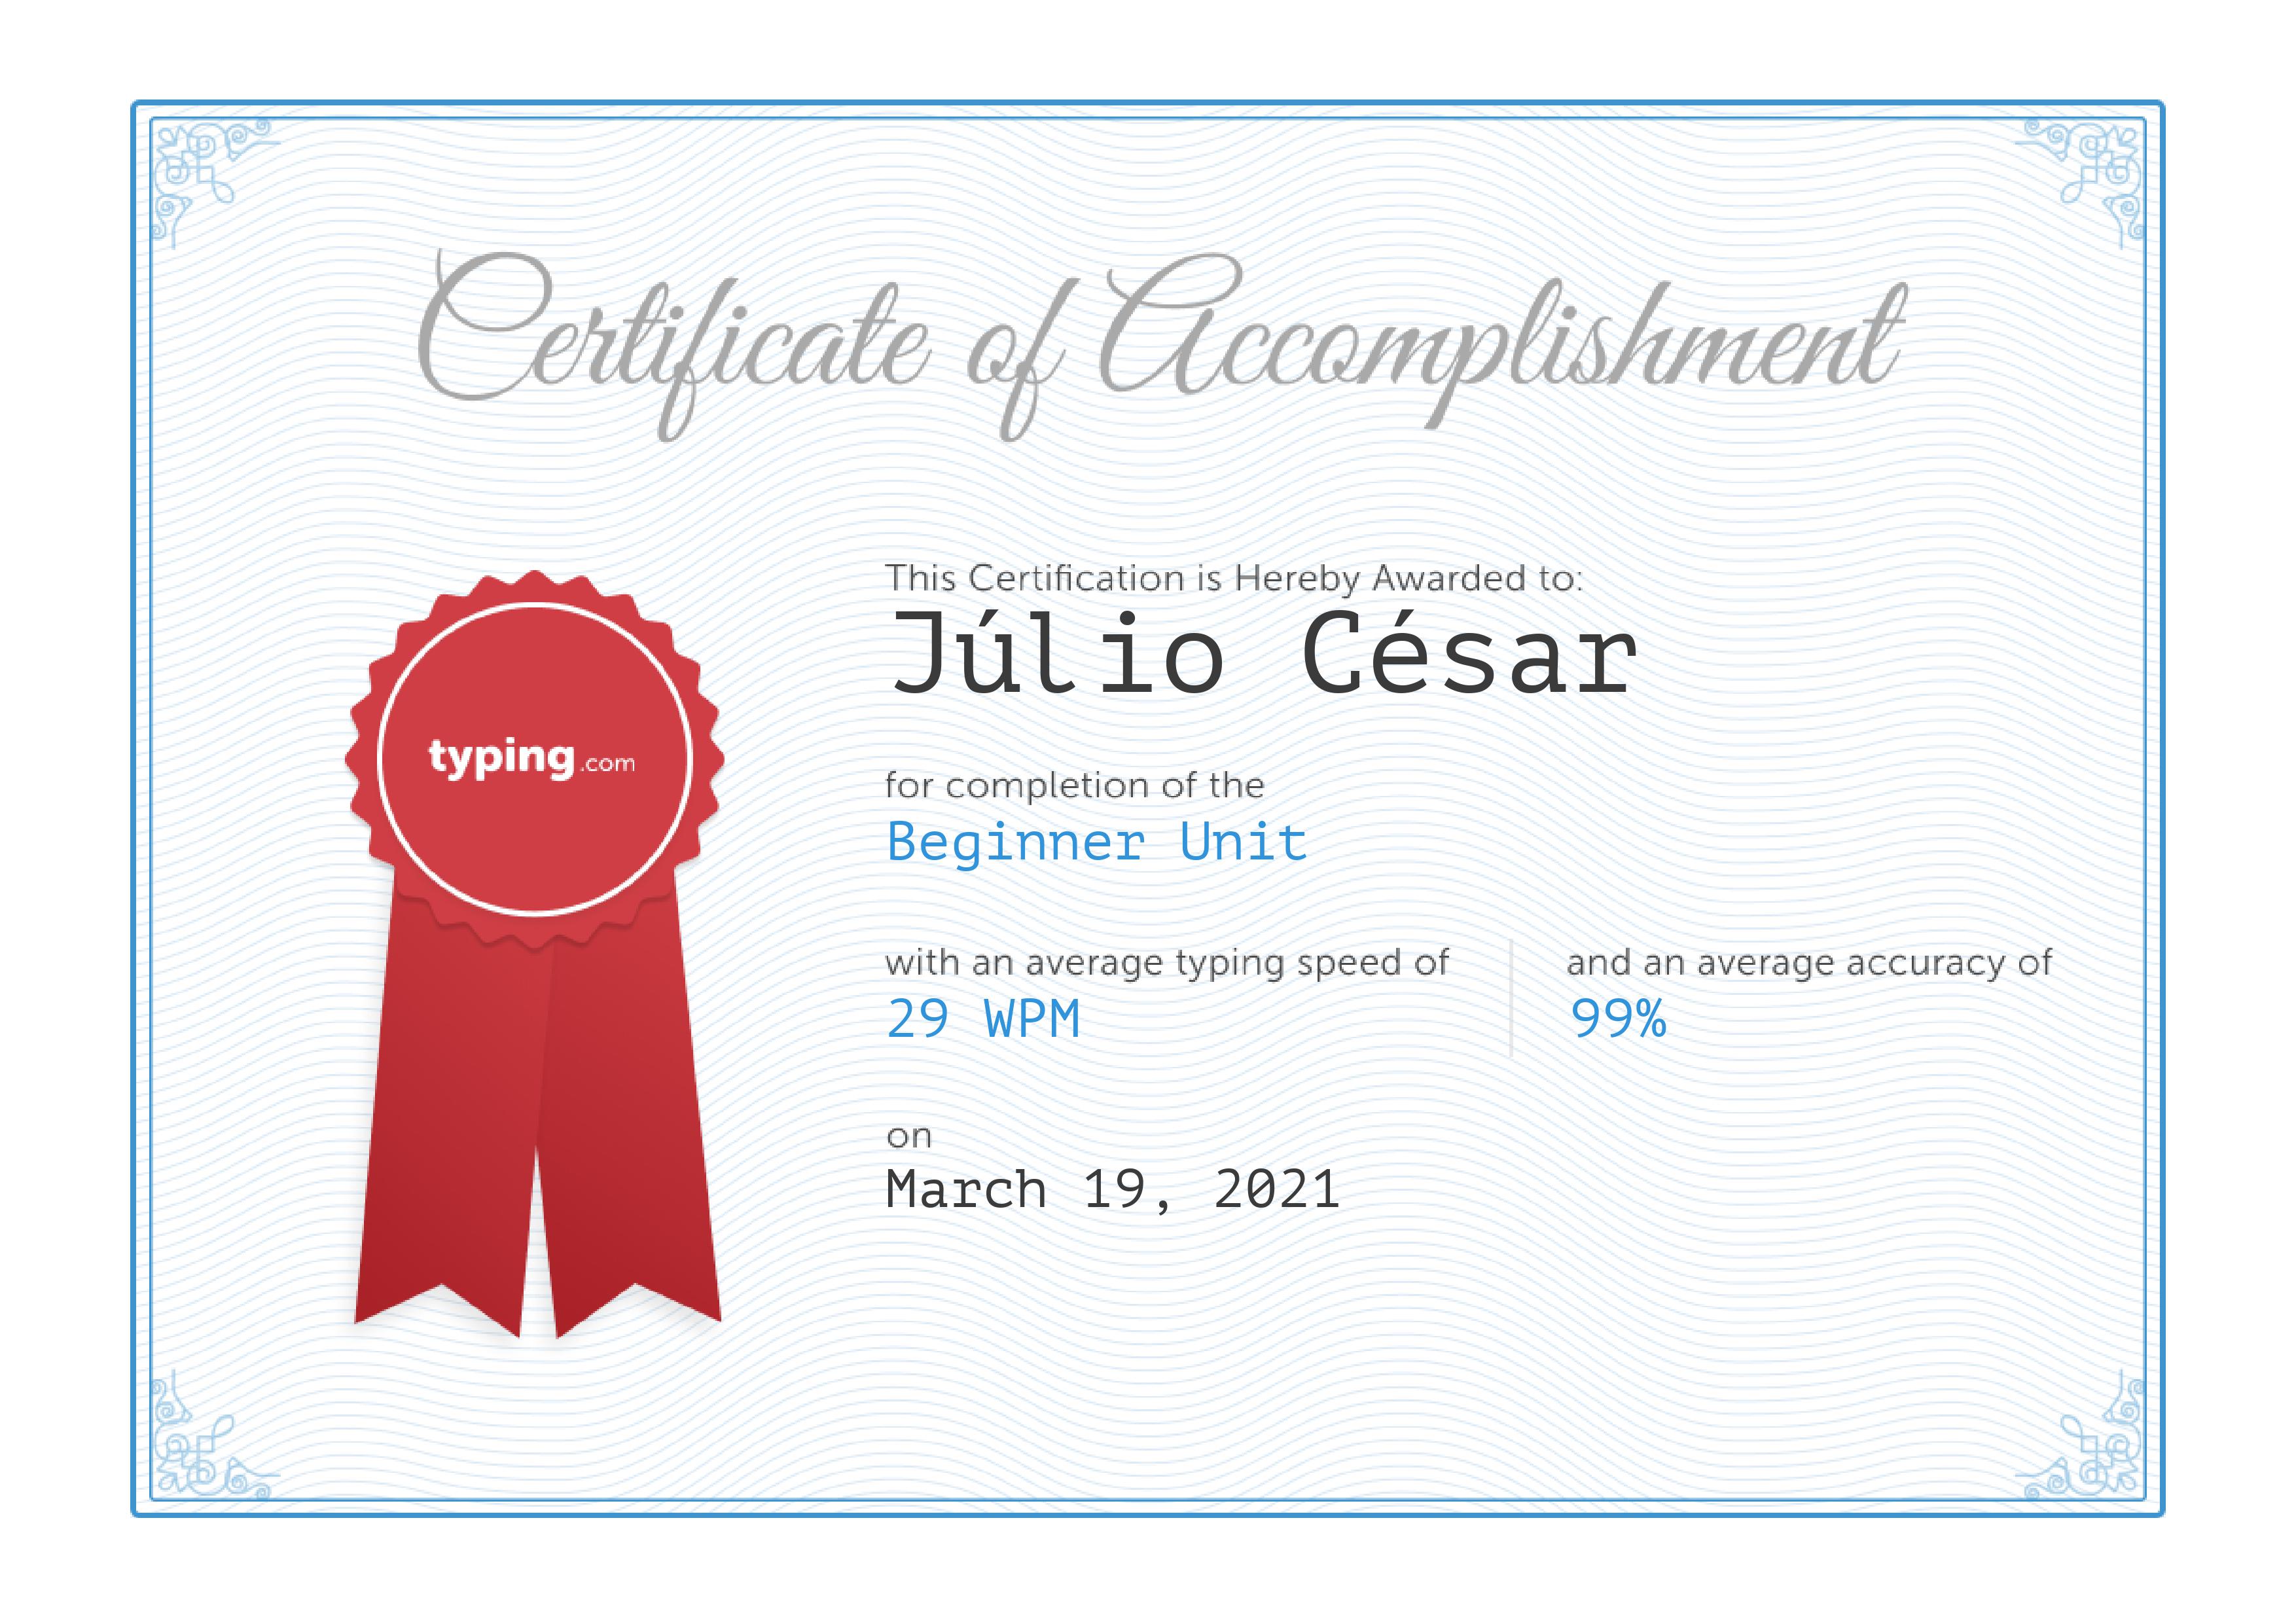 Certificate of Accomplishment
This Certification is Hereby Awarded to:
Júlio César
typing.com
for completion of the
Beginner Unit
with an average typing speed of
29 WPM
and an average accuracy of
99%
on
March 19, 2021